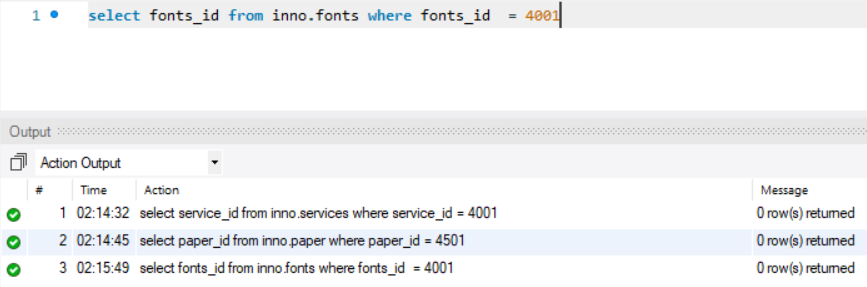 1 select fonts_id from inno.fonts where fonts_id  = 4001
Output
Action Output
# Time Action Message
1 02:14:32 select service_id from inno.services where service_id = 4001 0 row(s) returned
2 02:14:45 select paper_id from inno.paper where paper_id = 4501 0 row(s) returned
3 02:15:49 select fonts_id from inno.fonts where fonts_id  = 4001 0 row(s) returned